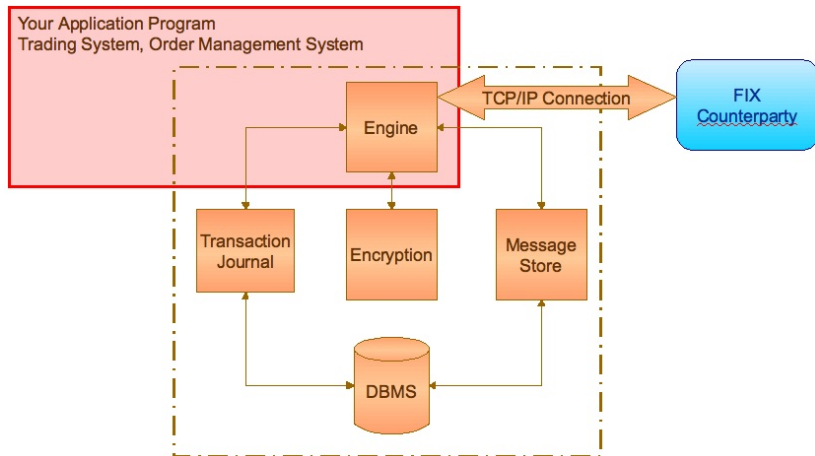 Your Application Program
Trading System, Order Management System
TCP/IP Connection
FIX
Counterparty
Engine
Transaction
Journal
Encryption
Message
Store
DBMS